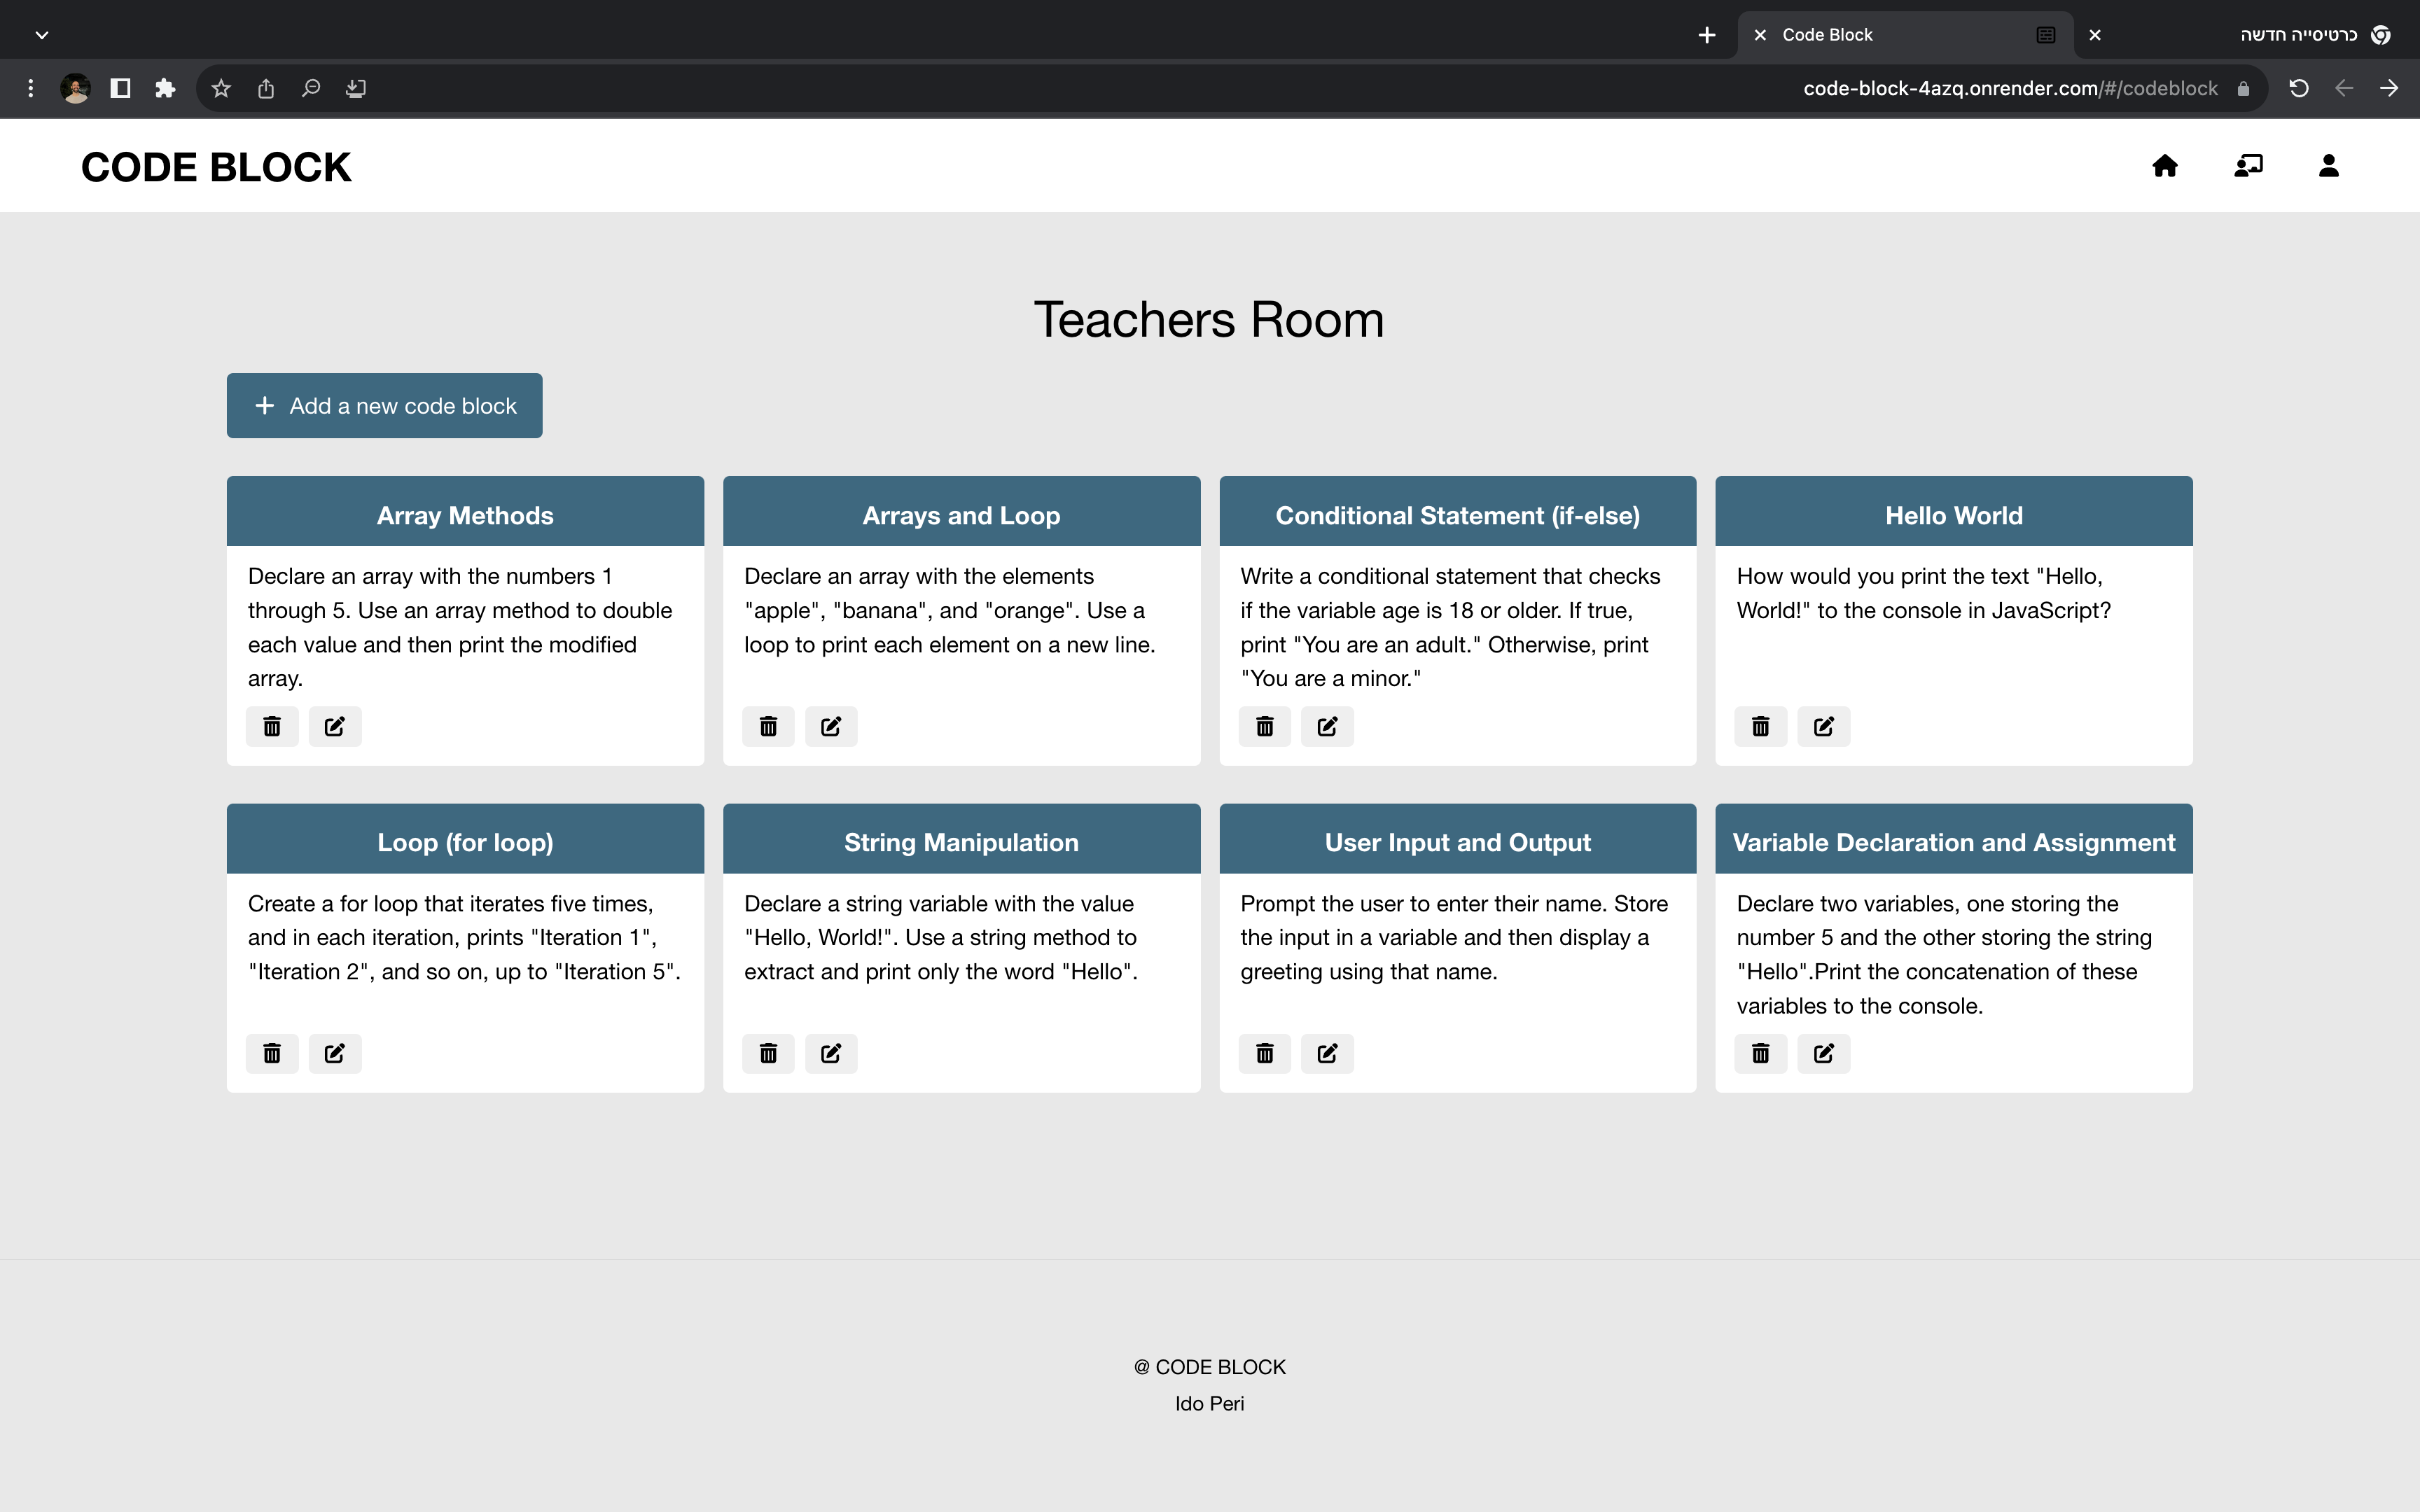 Code Block
כרטיסייה חדשה
code-block-4azq.onrender.com/#/codeblock
CODE BLOCK
Teachers Room
+ Add a new code block
Array Methods
Declare an array with the numbers 1
through 5. Use an array method to double
each value and then print the modified
array.
Arrays and Loop
Declare an array with the elements
"apple", "banana", and "orange". Use a
loop to print each element on a new line.
Conditional Statement (if-else)
Write a conditional statement that checks
if the variable age is 18 or older. If true,
print "You are an adult." Otherwise, print
"You are a minor."
Hello World
How would you print the text "Hello,
World!" to the console in JavaScript?
Loop (for loop)
Create a for loop that iterates five times,
and in each iteration, prints "Iteration 1",
"Iteration 2", and so on, up to "Iteration 5".
String Manipulation
Declare a string variable with the value
"Hello, World!". Use a string method to
extract and print only the word "Hello".
User Input and Output
Prompt the user to enter their name. Store
the input in a variable and then display a
greeting using that name.
Variable Declaration and Assignment
Declare two variables, one storing the
number 5 and the other storing the string
"Hello".Print the concatenation of these
variables to the console.
@ CODE BLOCK
Ido Peri